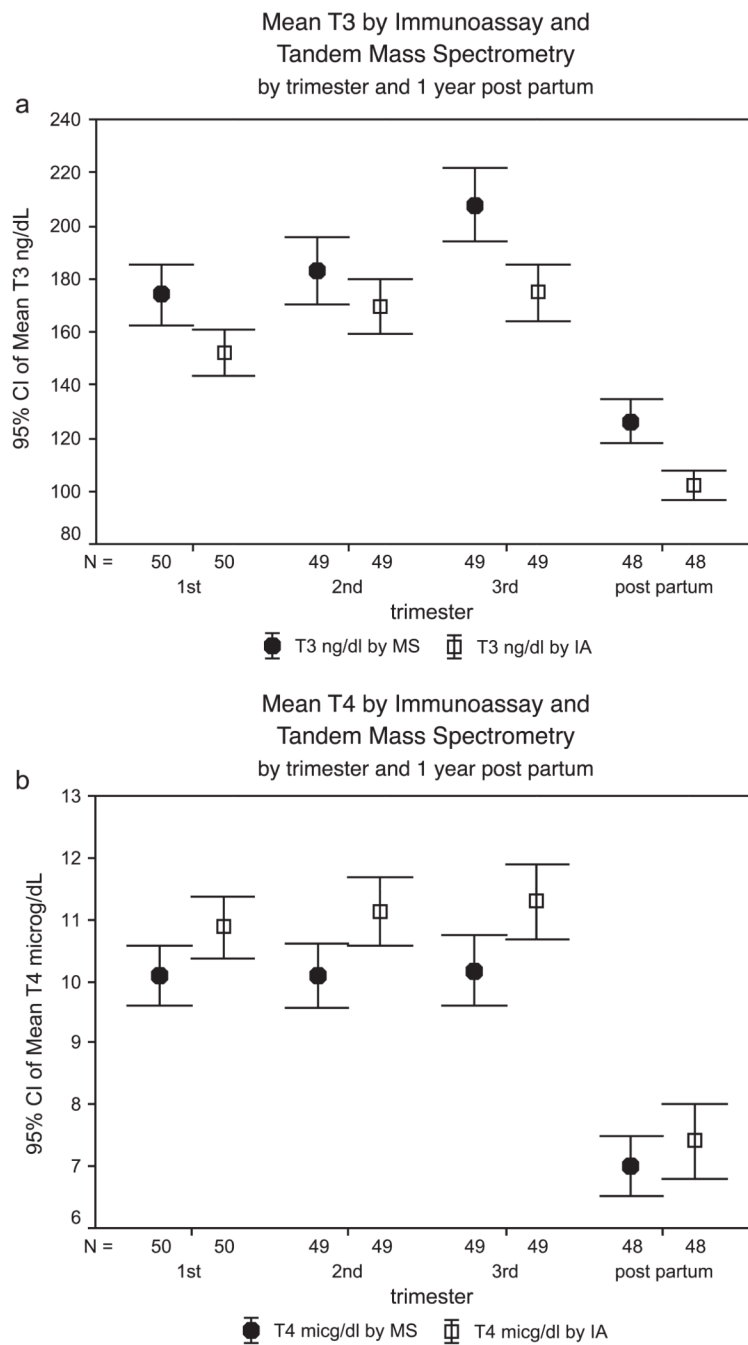 Mean T3 by Immunoassay and
Tandem Mass Spectrometry
by trimester and 1 year post partum
a
95% CI of Mean T3 ng/dL
240
220
200
180
160
140
120
100
80
N = 50 50 49 49 49 49 48 48
1st 2nd 3rd post partum
trimester
T3 ng/dl by MS T3 ng/dl by IA
Mean T4 by Immunoassay and
Tandem Mass Spectrometry
by trimester and 1 year post partum
b
95% CI of Mean T4 microg/dL
13
12
11
10
9
8
7
6
N = 50 50 49 49 49 49 48 48
1st 2nd 3rd post partum
trimester
T4 micg/dl by MS T4 micg/dl by IA